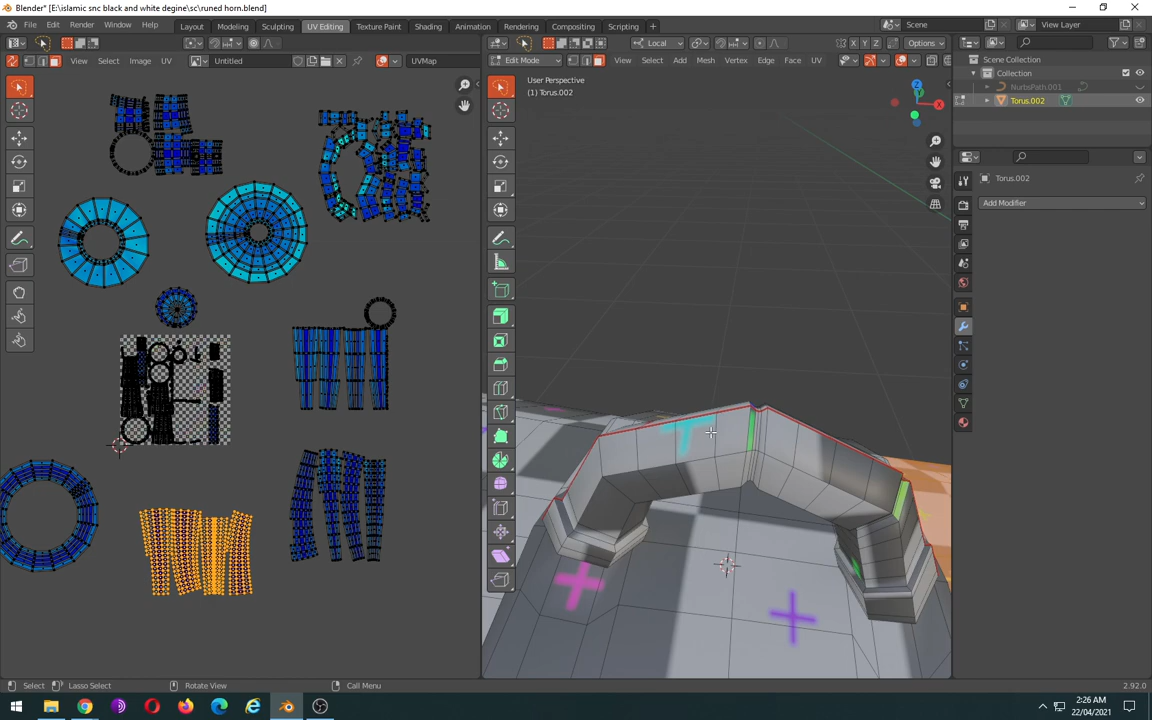 Blender* [E:\islamic snc black and white degine\sc\runed horn.blend]
File Edit Render Window Help
Layout Modeling Sculpting UV Editing Texture Paint Shading Animation Rendering Compositing Scripting +
Scene
View Layer
Local
X Y Z
Options
View Select Image UV
Untitled
UVMap
Edit Mode
View Select Add Mesh Vertex Edge Face UV
User Perspective
(1) Torus.002
Scene Collection
Collection
NurbsPath.001
Torus.002
Torus.002
Add Modifier
X
Select
Lasso Select
Rotate View
Call Menu
2.92.0
2:26 AM
22/04/2021